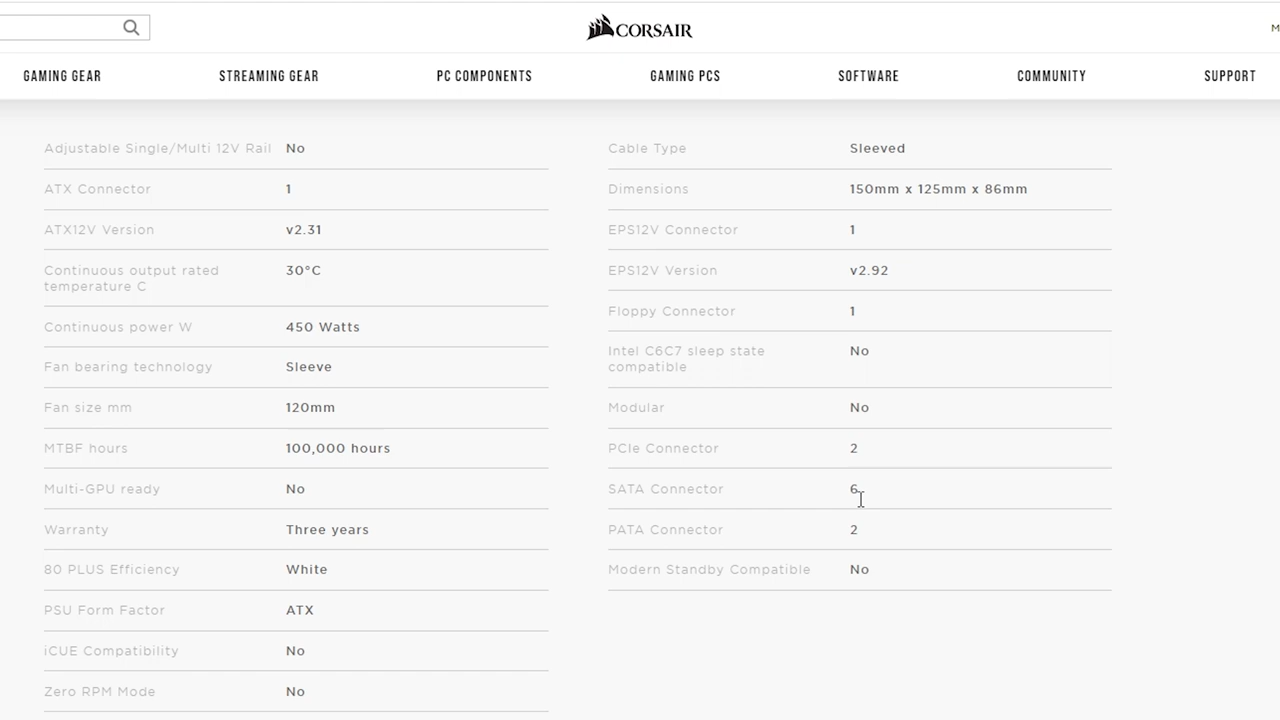 CORSAIR
M
GAMING GEAR STREAMING GEAR PC COMPONENTS GAMING PCS SOFTWARE COMMUNITY SUPPORT
Adjustable Single/Multi 12V Rail No
ATX Connector 1
ATX12V Version v2.31
Continuous output rated 30°C
temperature C
Continuous power W 450 Watts
Fan bearing technology Sleeve
Fan size mm 120mm
MTBF hours 100,000 hours
Multi-GPU ready No
Warranty Three years
80 PLUS Efficiency White
PSU Form Factor ATX
iCUE Compatibility No
Zero RPM Mode No
Cable Type Sleeved
Dimensions 150mm x 125mm x 86mm
EPS12V Connector 1
EPS12V Version v2.92
Floppy Connector 1
Intel C6C7 sleep state No
compatible
Modular No
PCIe Connector 2
SATA Connector 6
PATA Connector 2
Modern Standby Compatible No